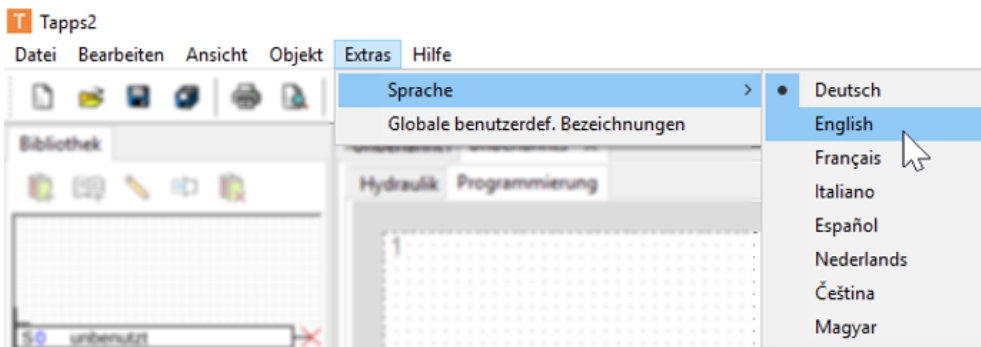 Tapps2
Datei Bearbeiten Ansicht Objekt Extras Hilfe
Sprache
Deutsch
Globale benutzerdef. Bezeichnungen
English
Bibliothek
Français
Hydraulik Programmierung
Italiano
Español
1
Nederlands
Čeština
S0 unbenutzt
Magyar